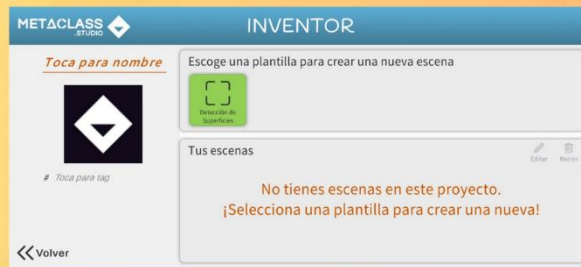 METACLASS
.STUDIO
INVENTOR
Toca para nombre
# Toca para tag
Volver
Escoge una plantilla para crear una nueva escena
Detección de
Superficies
Tus escenas
Editar
Borrar
No tienes escenas en este proyecto.
¡Selecciona una plantilla para crear una nueva!